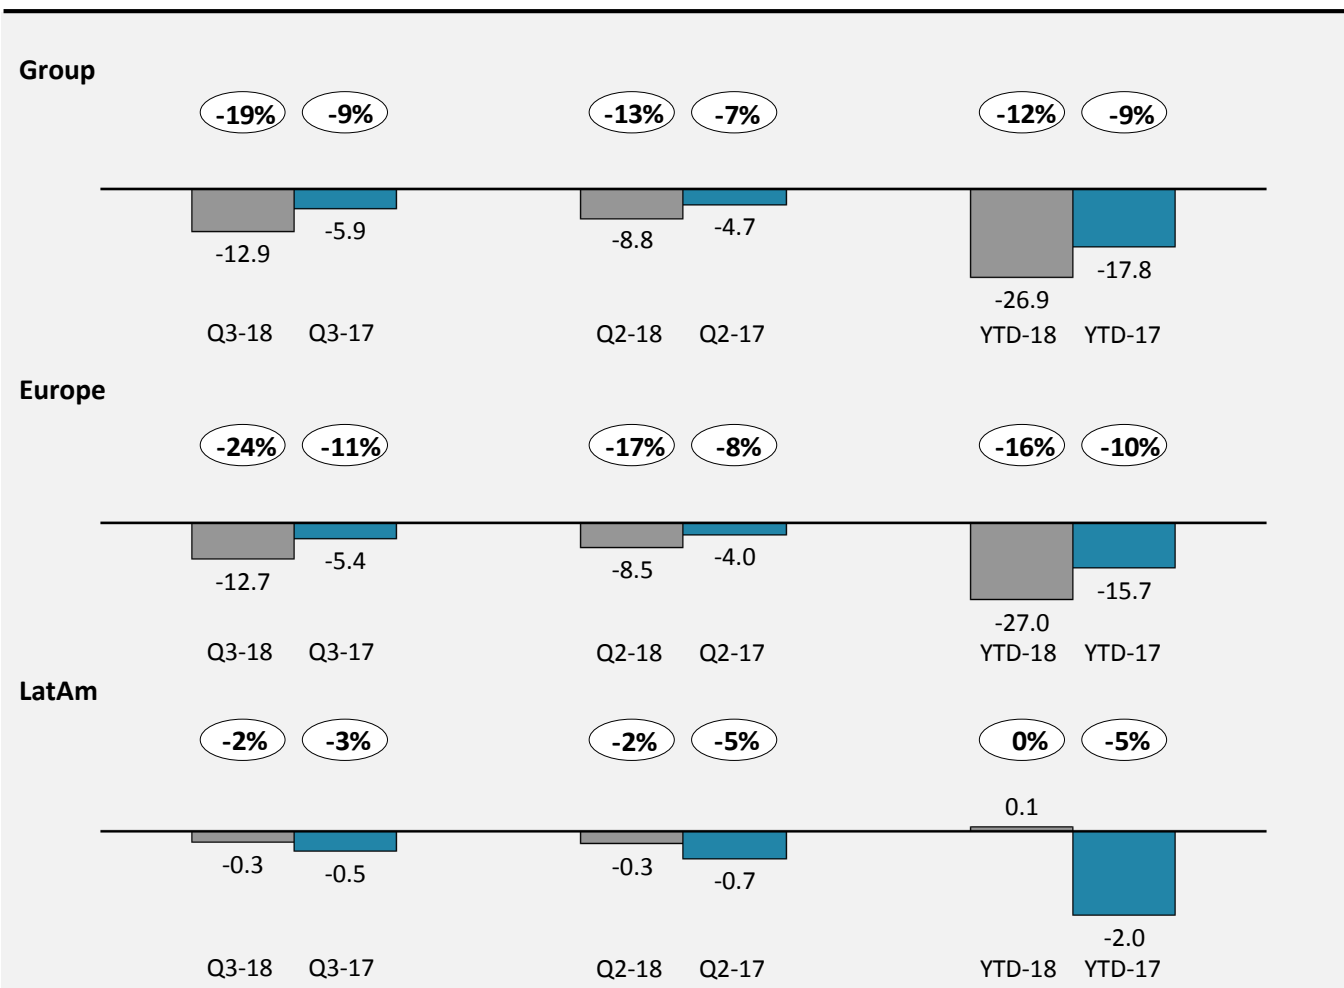 Group
-19% -9% -13% -7% -12% -9%
-5.9 -4.7
-12.9 -8.8 -17.8
-26.9
Q3-18 Q3-17 Q2-18 Q2-17 YTD-18 YTD-17
Europe
-24% -11% -17% -8% -16% -10%
-5.4 -4.0
-12.7 -8.5 -15.7
-27.0
Q3-18 Q3-17 Q2-18 Q2-17 YTD-18 YTD-17
LatAm
-2% -3% -2% -5% 0% -5%
0.1
-0.3 -0.5 -0.3 -0.7
-2.0
Q3-18 Q3-17 Q2-18 Q2-17 YTD-18 YTD-17